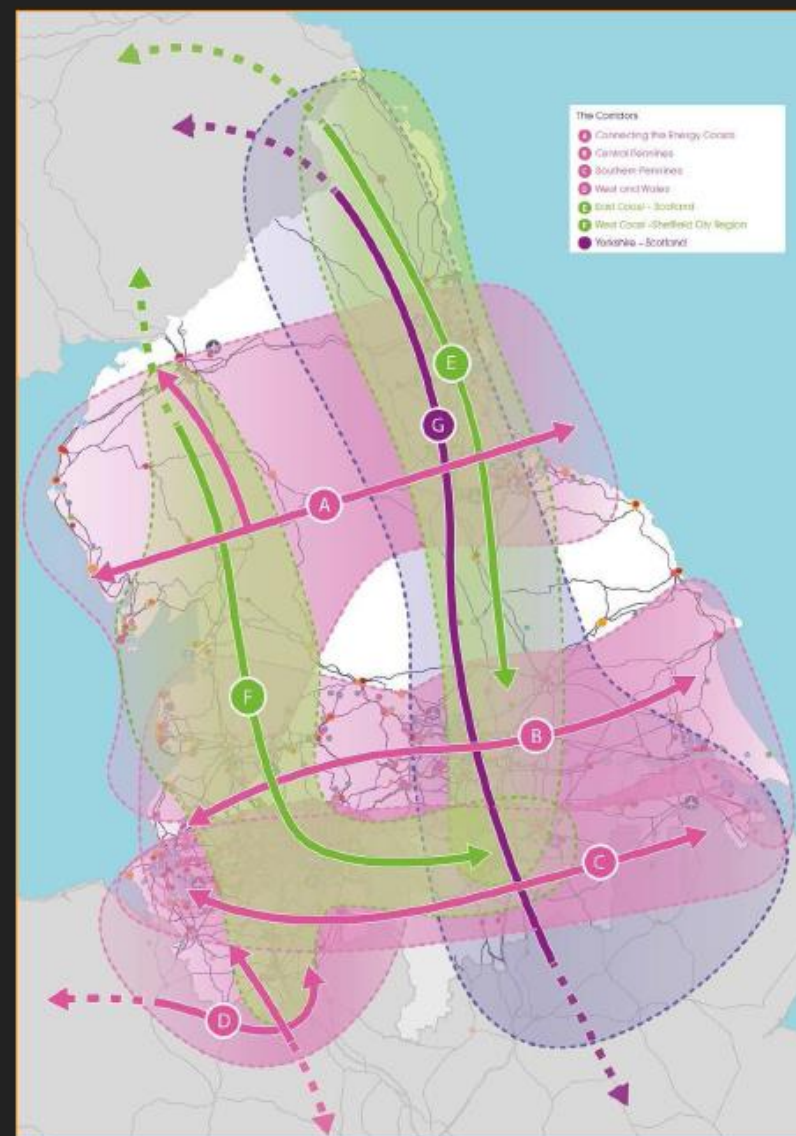 The Corridors
A Connecting the Energy Coasts
B Central Pennines
C Southern Pennines
D West and Wales
E East Coast – Scotland
F West Coast –Sheffield City Region
Yorkshire – Scotland
E
G
A
F
B
C
D